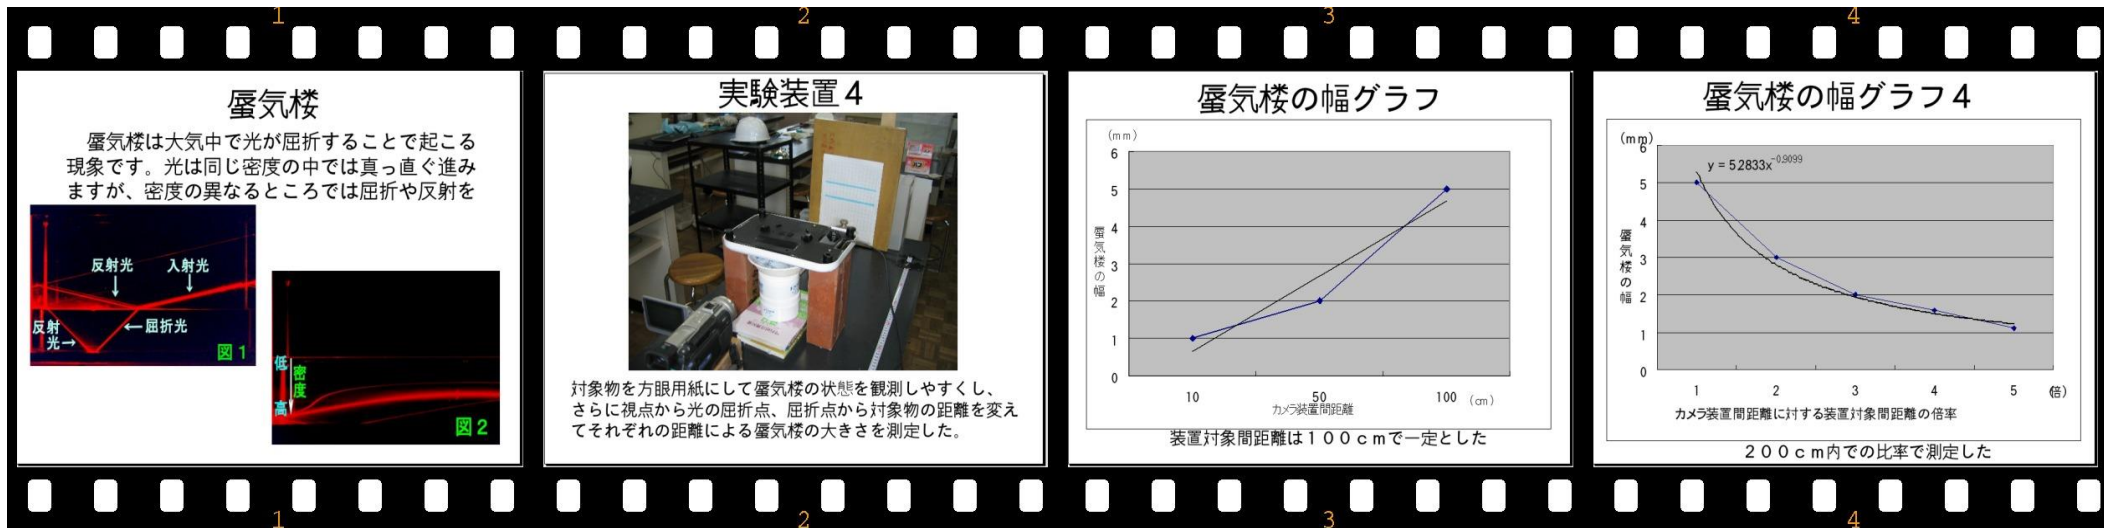 1
2
3
4
蜃気楼
蜃気楼は大気中で光が屈折することで起こる
現象です。光は同じ密度の中では真っ直ぐ進み
ますが、密度の異なるところでは屈折や反射を
反射光
入射光
反射
光→
←屈折光
図1
低
密度
高
図2
実験装置4
対象物を方眼用紙にして蜃気楼の状態を観測しやすくし、
さらに視点から光の屈折点、屈折点から対象物の距離を変え
てそれぞれの距離による蜃気楼の大きさを測定した。
蜃気楼の幅グラフ
(mm)
6
5
4
3
2
1
0
蜃気楼の幅
10
50
100
(cm)
カメラ装置間距離
装置対象間距離は100cmで一定とした
蜃気楼の幅グラフ4
(mm)
6
5
4
3
2
1
0
y = 5.2833x^-0.9099
蜃気楼の幅
1
2
3
4
5
(倍)
カメラ装置間距離に対する装置対象間距離の倍率
200cm内での比率で測定した
1
2
3
4